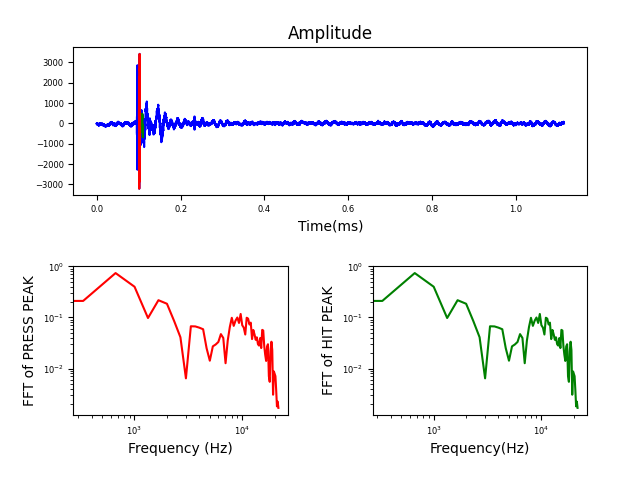 Amplitude
3000
2000
1000
0
−1000
−2000
−3000
0.0 0.2 0.4 0.6 0.8 1.0
Time(ms)
FFT of PRESS PEAK
10⁰
10⁻¹
10⁻²
10³ 10⁴
Frequency (Hz)
FFT of HIT PEAK
10⁰
10⁻¹
10⁻²
10³ 10⁴
Frequency(Hz)